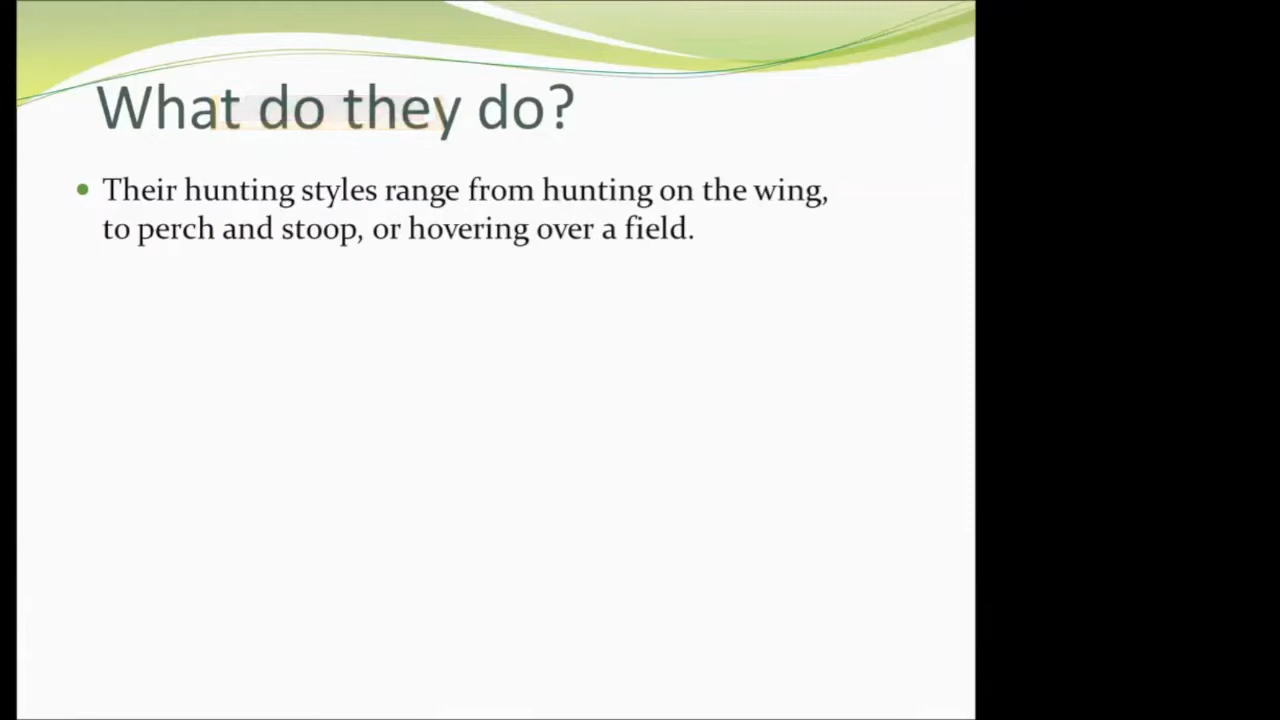 What do they do?
Their hunting styles range from hunting on the wing,
to perch and stoop, or hovering over a field.